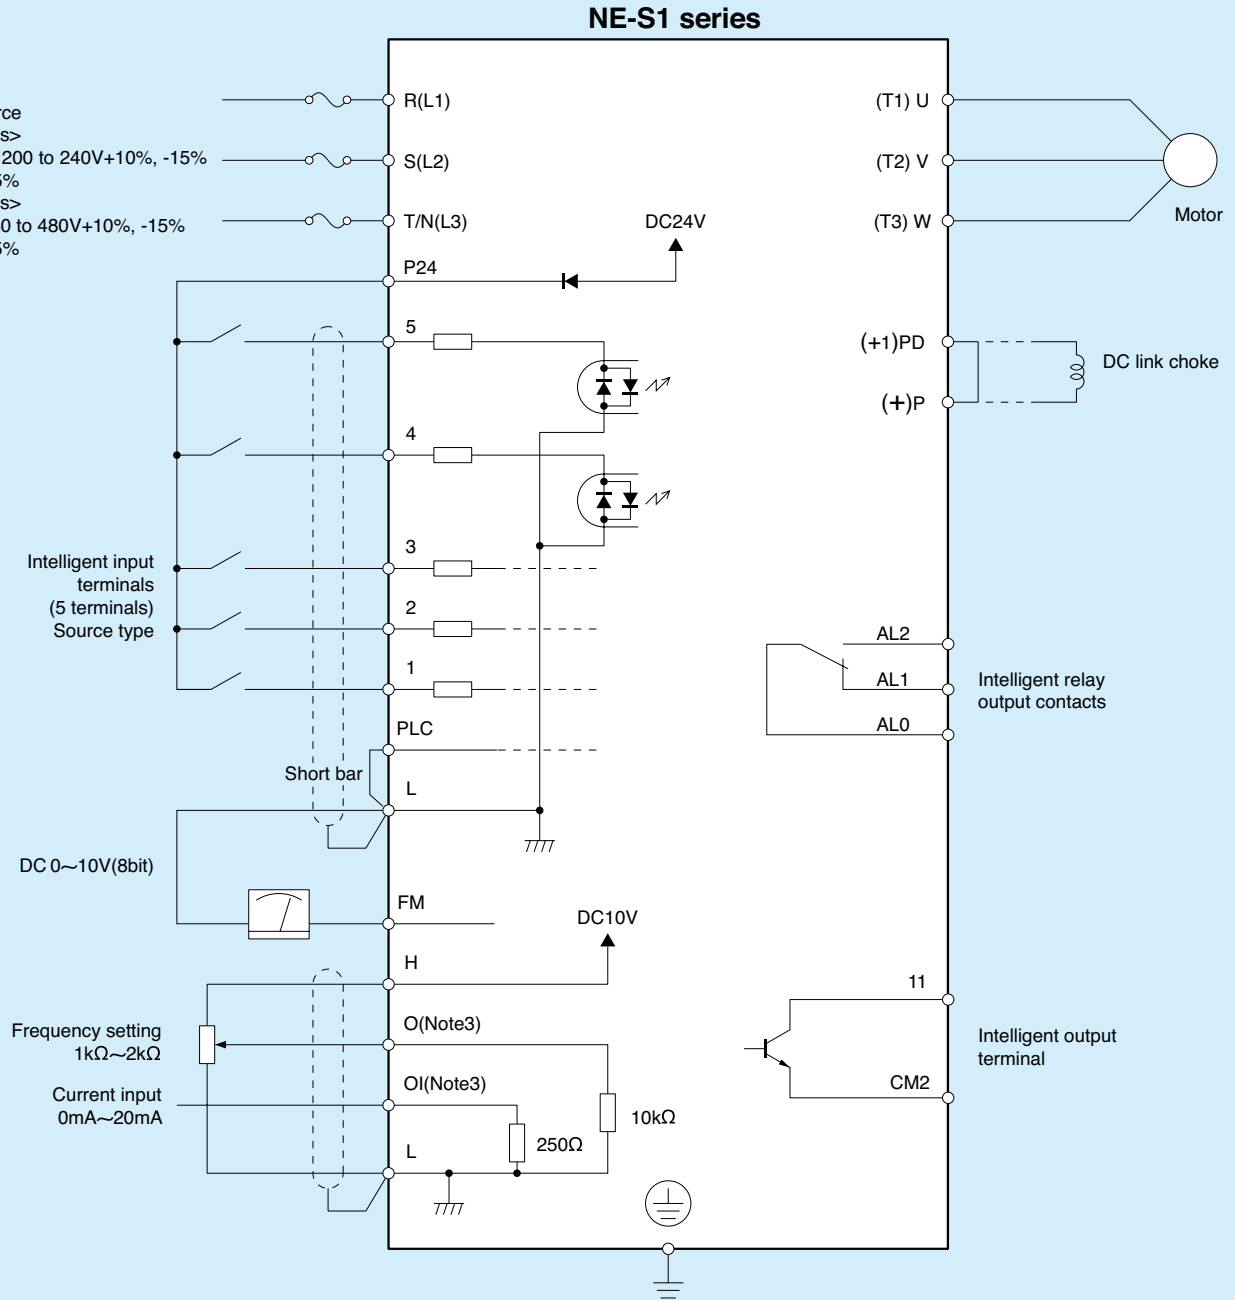 NE-S1 series
R(L1)
(T1) U
200 to 240V+10%, -15%
S(L2)
(T2) V
0 to 480V+10%, -15%
T/N(L3)
(T3) W
Motor
DC24V
P24
5
(+1)PD
DC link choke
(+)P
4
3
Intelligent input
terminals
(5 terminals)
Source type
2
1
AL2
AL1
AL0
Intelligent relay
output contacts
PLC
Short bar
L
DC 0~10V(8bit)
FM
DC10V
H
11
Frequency setting
1kΩ~2kΩ
O(Note3)
Intelligent output
terminal
Current input
0mA~20mA
OI(Note3)
CM2
10kΩ
250Ω
L